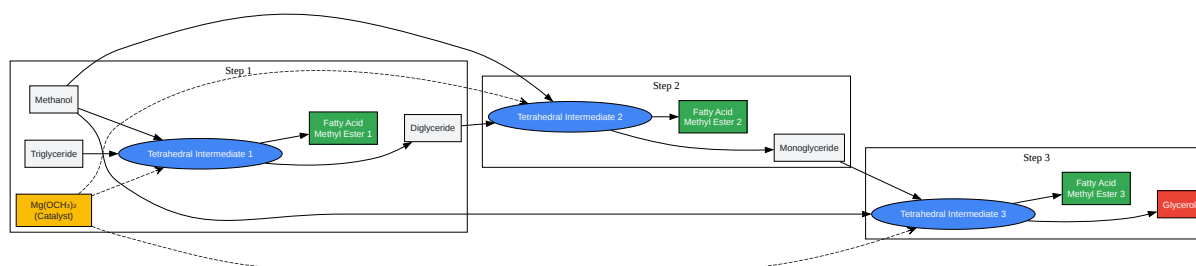 Step 1
Methanol
Triglyceride
Mg(OCH₃)₂
(Catalyst)
Tetrahedral Intermediate 1
Fatty Acid
Methyl Ester 1
Diglyceride
Step 2
Tetrahedral Intermediate 2
Fatty Acid
Methyl Ester 2
Monoglyceride
Step 3
Tetrahedral Intermediate 3
Fatty Acid
Methyl Ester 3
Glycerol